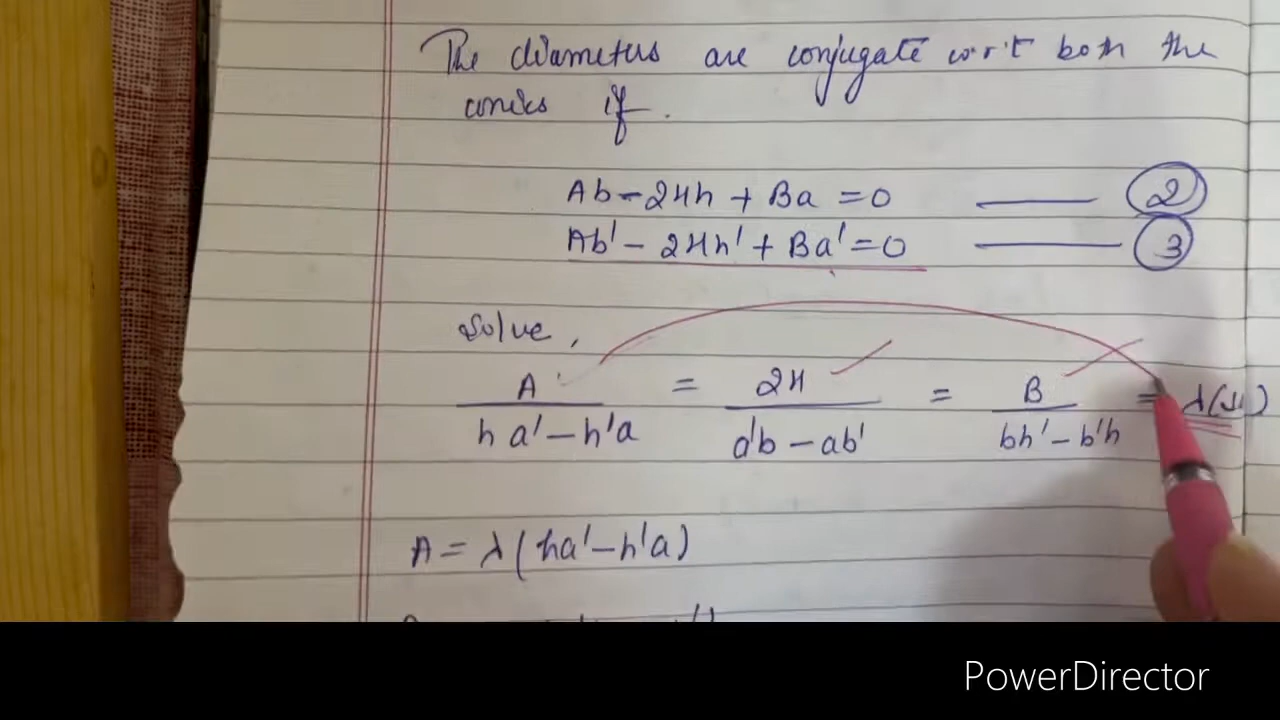 The diameters are conjugate w.r.t both the
conics if.
Ab - 2Hh + Ba = 0 —— 2
Ab' - 2Hh' + Ba' = 0 —— 3
Solve,
A / (ha' - h'a) = 2H / (a'b - ab') = B / (bh' - b'h) =
A = λ(ha' - h'a)
PowerDirector